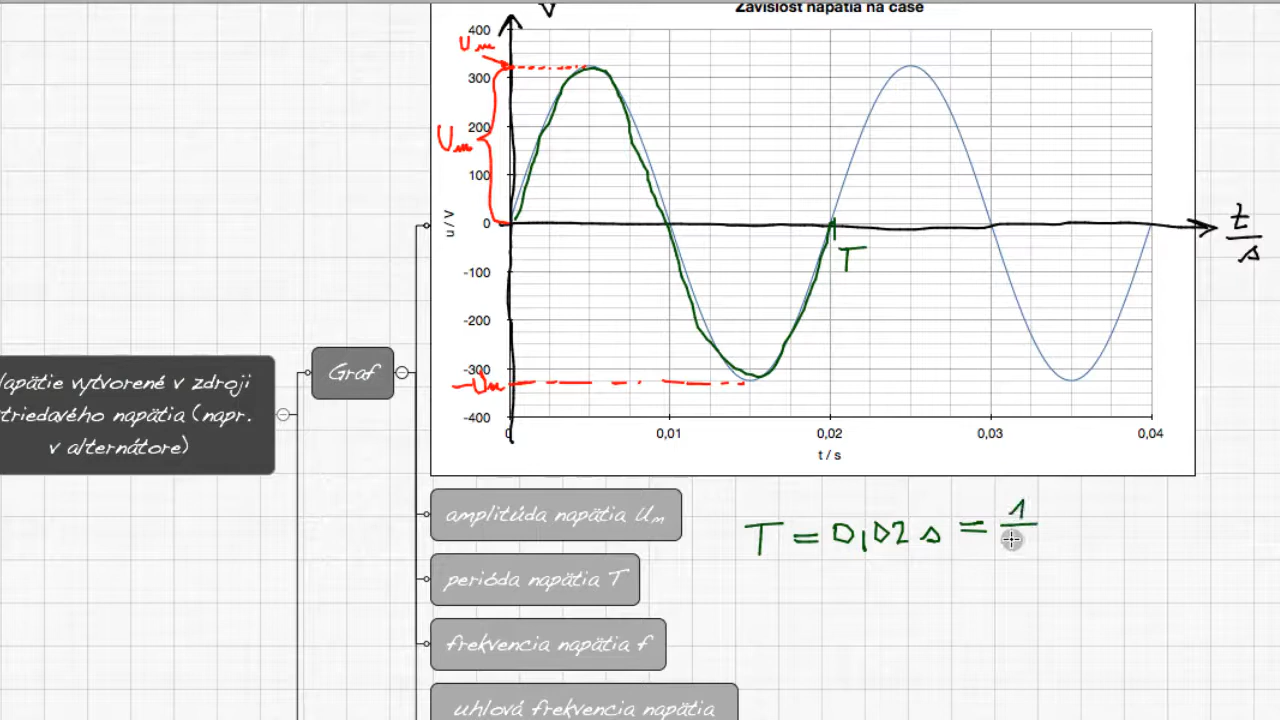 Závislosť napätia na čase
V
400
Um
300
200
Um
100
0
u / V
-100
T
t/s
-200
-300
-Um
-400
0 0,01 0,02 0,03 0,04
t / s
Napätie vytvorené v zdroji
striedavého napätia (napr.
v alternátore)
Graf
amplitúda napätia Um
T = 0,02 s = 1/
perióda napätia T
frekvencia napätia f
uhlová frekvencia napätia